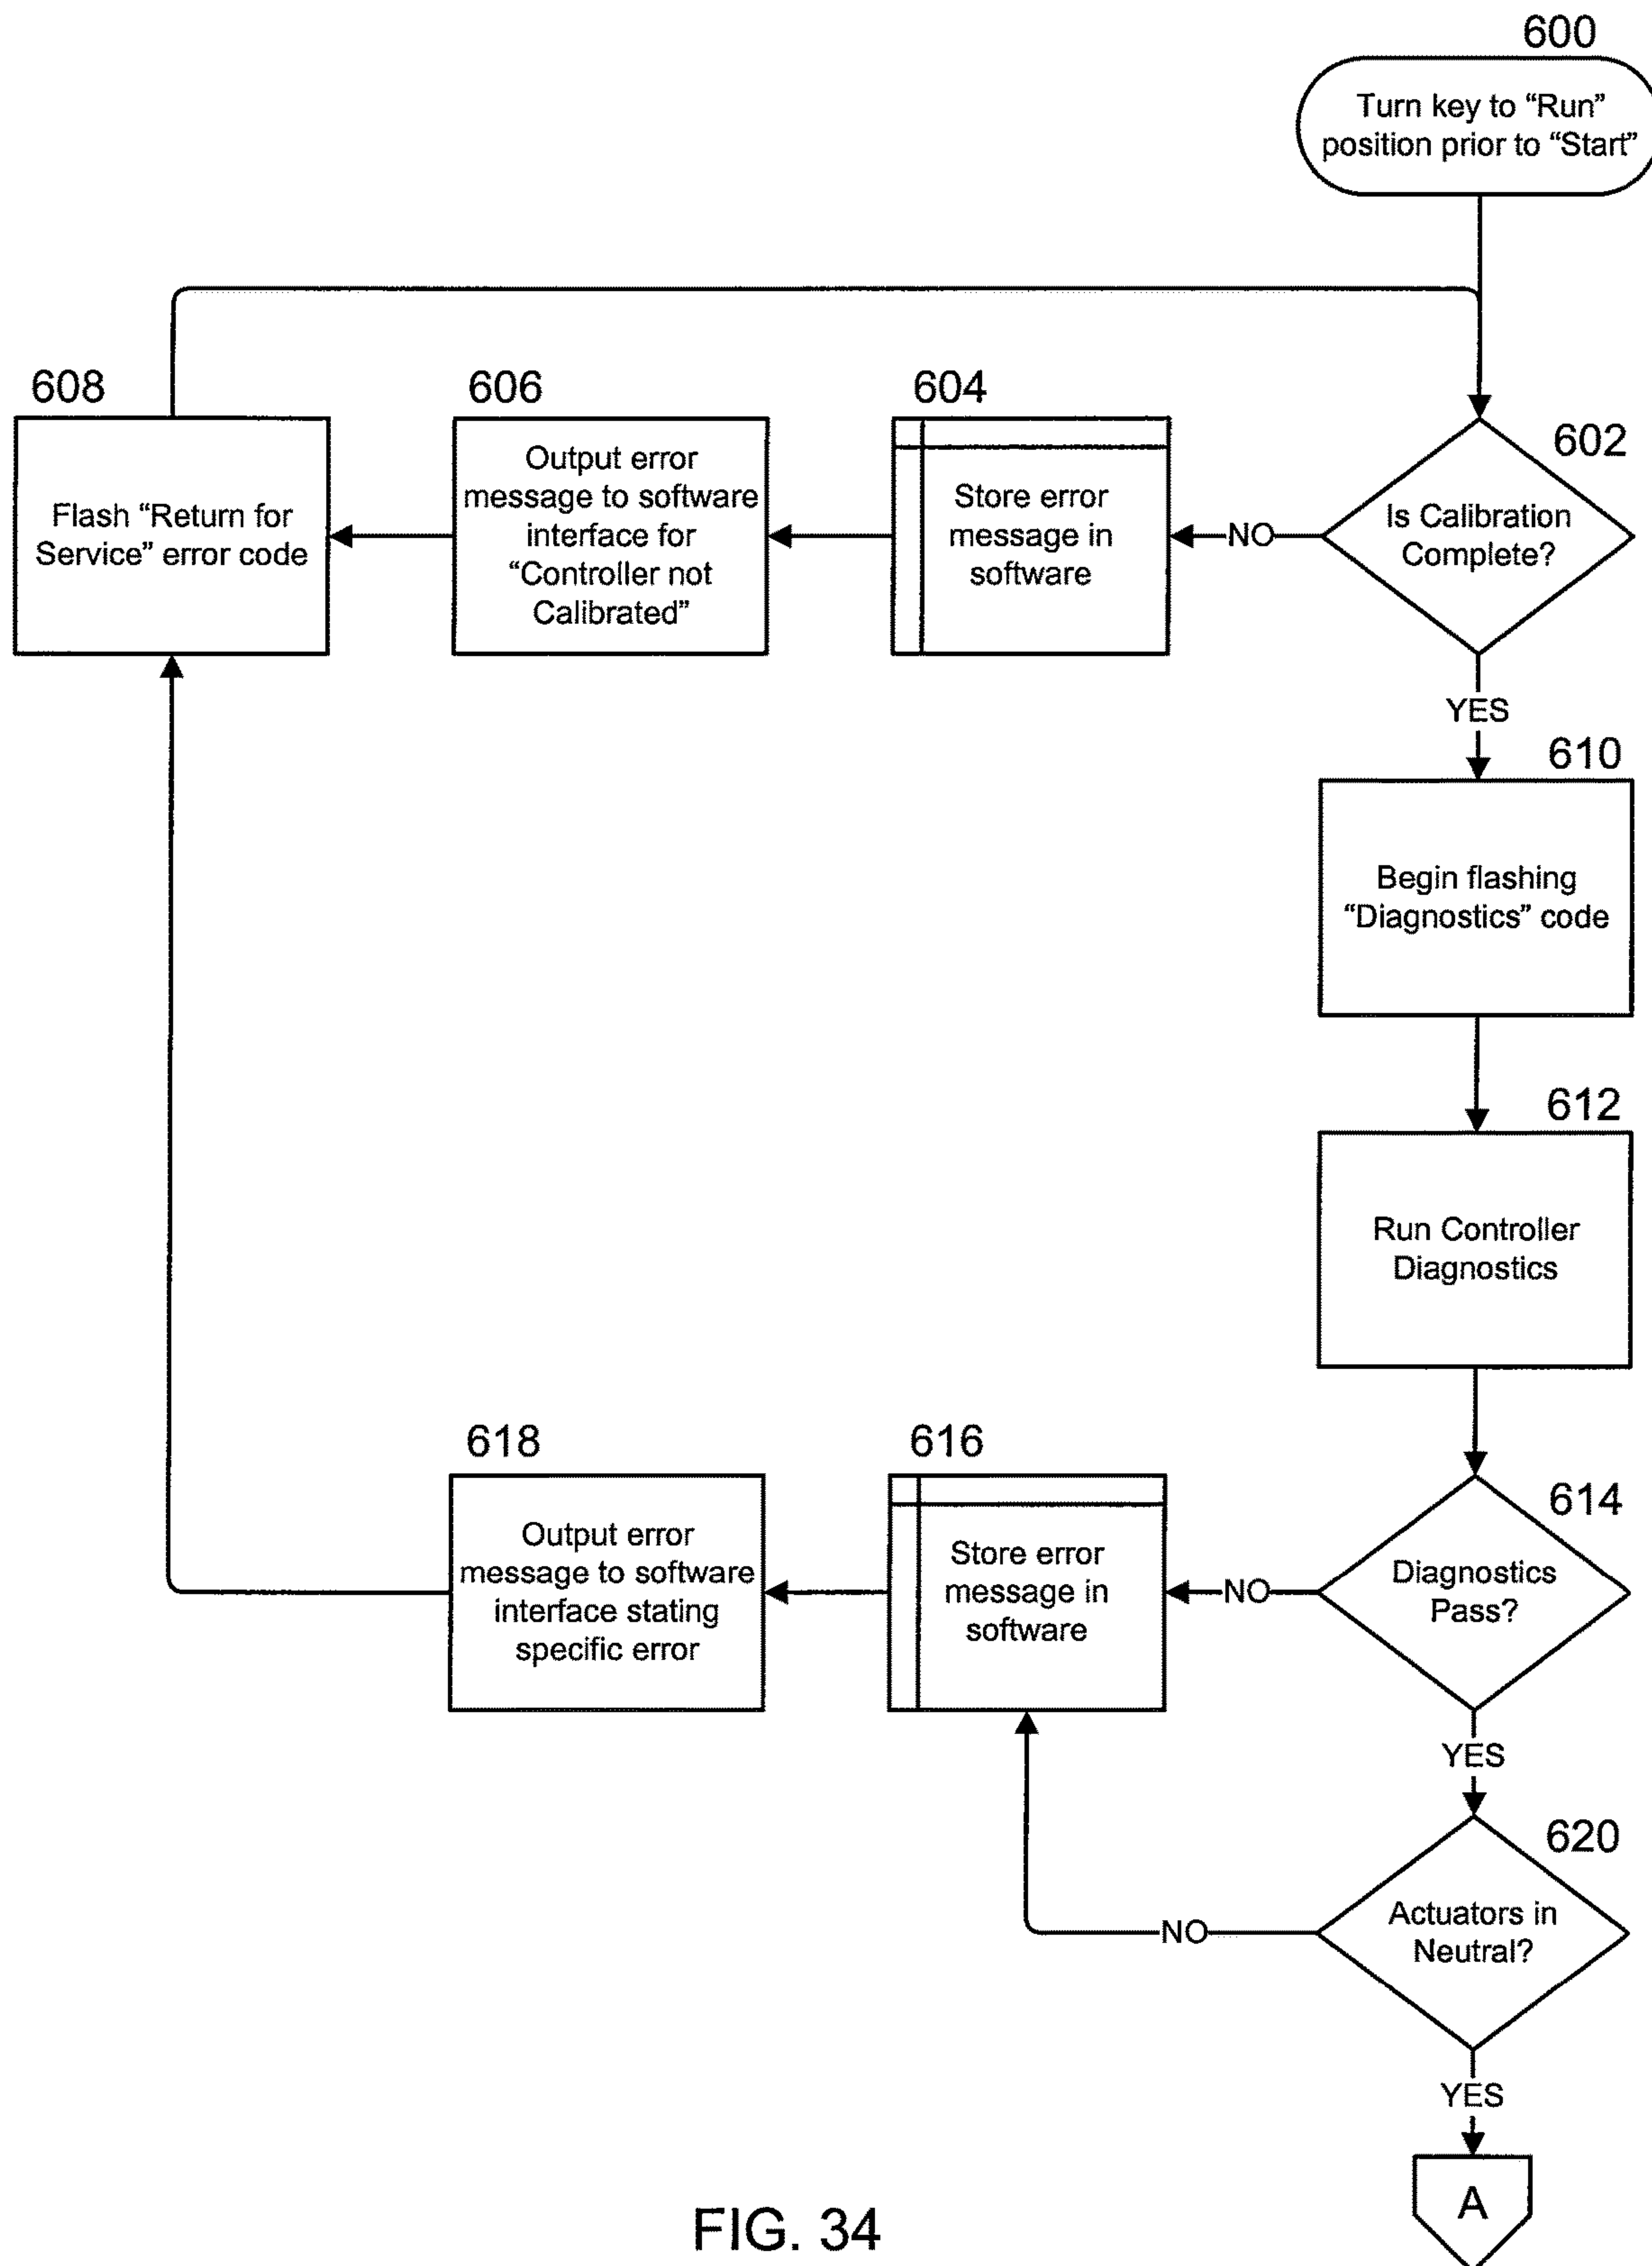 600
Turn key to “Run”
position prior to “Start”
608
606
604
602
Flash “Return for
Service” error code
Output error
message to software
interface for
“Controller not
Calibrated”
Store error
message in
software
NO
Is Calibration
Complete?
YES
610
Begin flashing
“Diagnostics” code
612
Run Controller
Diagnostics
618
616
614
Output error
message to software
interface stating
specific error
Store error
message in
software
NO
Diagnostics
Pass?
YES
620
NO
Actuators in
Neutral?
YES
A
FIG. 34